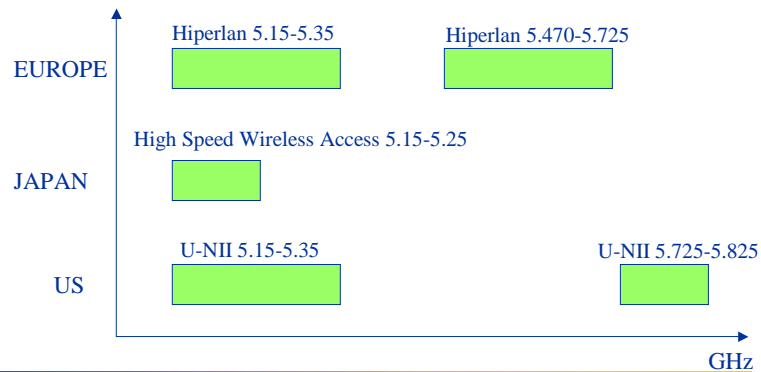 Hiperlan 5.15-5.35
Hiperlan 5.470-5.725
EUROPE
High Speed Wireless Access 5.15-5.25
JAPAN
U-NII 5.15-5.35
U-NII 5.725-5.825
US
GHz